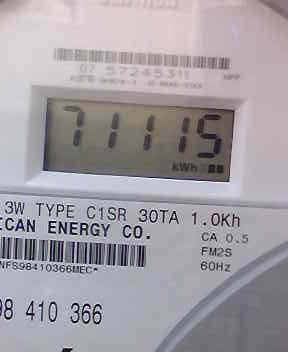 07 57245311
71115
kWh
3W TYPE C1SR 30TA 1.0Kh
ICAN ENERGY CO.
CA 0.5
FM2S
60Hz
NFS98410366MEC*
98 410 366